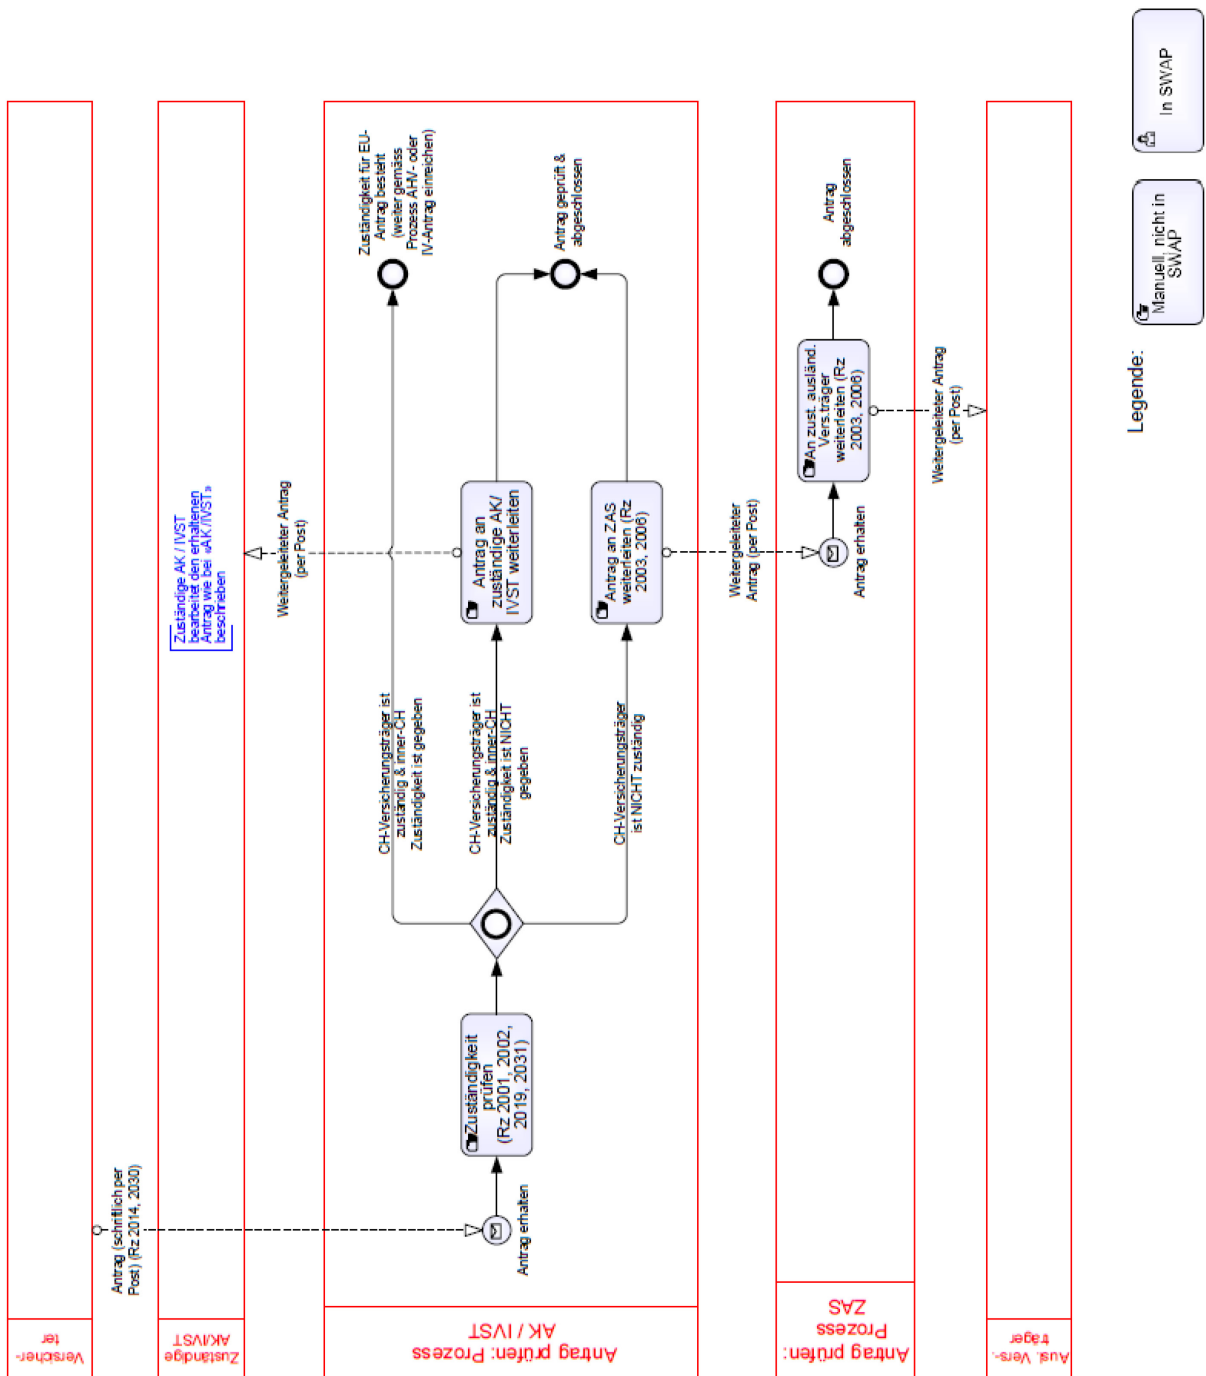 Versicher-
ter
Antrag (schriftlich per
Post) (Rz 2014, 2030)
Zuständige
AK/IVST
Zuständige AK / IVST
bearbeitet den erhaltenen
Antrag wie bei «AK /IVST»
beschrieben
Weitergeleiteter Antrag
(per Post)
Antrag prüfen: Prozess
AK / IVST
Antrag erhalten
Zuständigkeit
prüfen
(Rz 2001, 2002,
2019, 2031)
CH-Versicherungsträger ist
zuständig & inner-CH
Zuständigkeit ist gegeben
CH-Versicherungsträger ist
zuständig & inner-CH
Zuständigkeit ist NICHT
gegeben
CH-Versicherungsträger
ist NICHT zuständig
Antrag an
zuständige AK/
IVST weiterleiten
Antrag an ZAS
weiterleiten (Rz
2003, 2006)
Zuständigkeit für EU-
Antrag besteht
(weiter gemäss
Prozess AHV- oder
IV-Antrag einreichen)
Antrag geprüft &
abgeschlossen
Weitergeleiteter
Antrag (per Post)
Antrag prüfen:
Prozess
ZAS
Antrag erhalten
An zust. ausländ.
Vers.träger
weiterleiten (Rz
2003, 2006)
Antrag
abgeschlossen
Weitergeleiteter Antrag
(per Post)
Ausl. Vers-.
träger
Legende:
Manuell, nicht in
SWAP
In SWAP